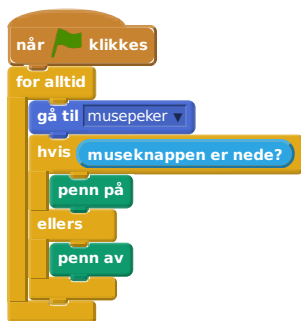 når klikkes
for alltid
gå til musepeker
hvis museknappen er nede?
penn på
ellers
penn av